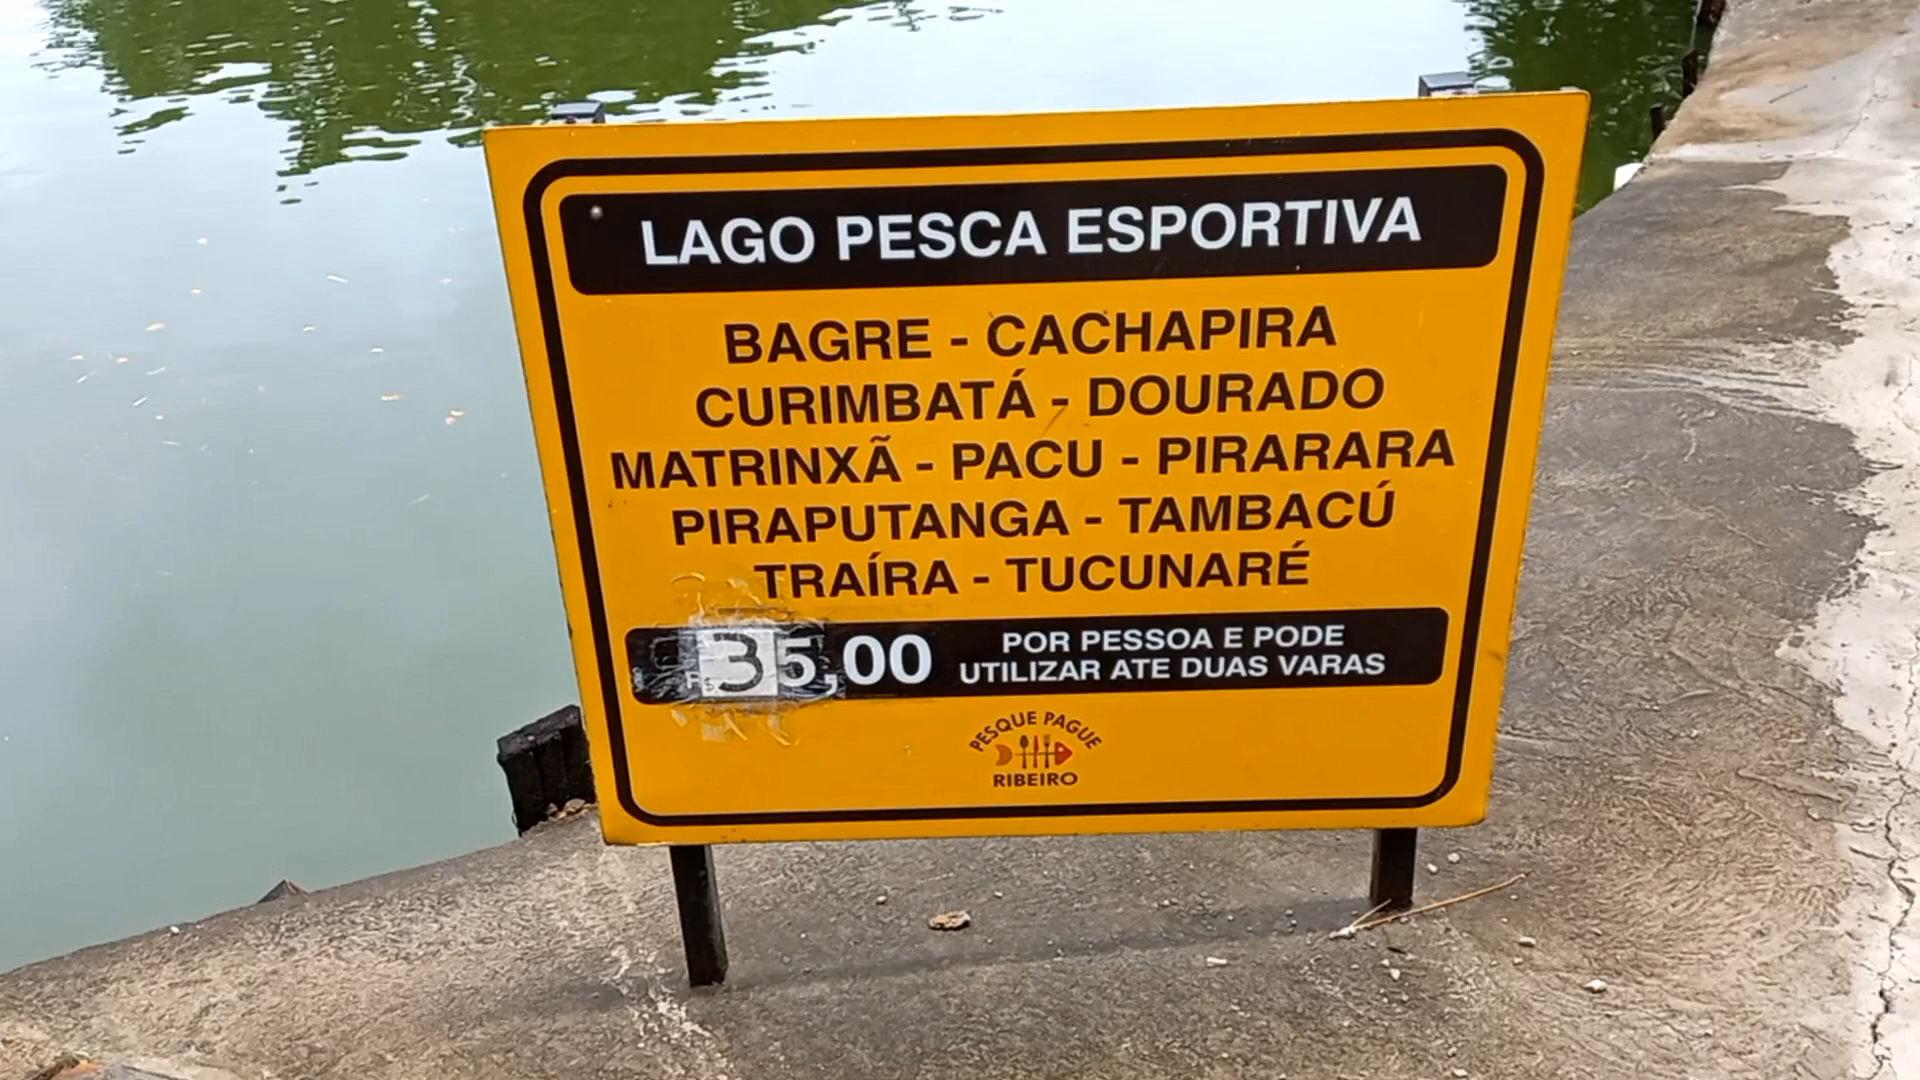 LAGO PESCA ESPORTIVA
BAGRE - CACHAPIRA
CURIMBATÁ - DOURADO
MATRINXÃ - PACU - PIRARARA
PIRAPUTANGA - TAMBACÚ
TRAÍRA - TUCUNARÉ
35,00 POR PESSOA E PODE
UTILIZAR ATE DUAS VARAS
PESQUE PAGUE
RIBEIRO